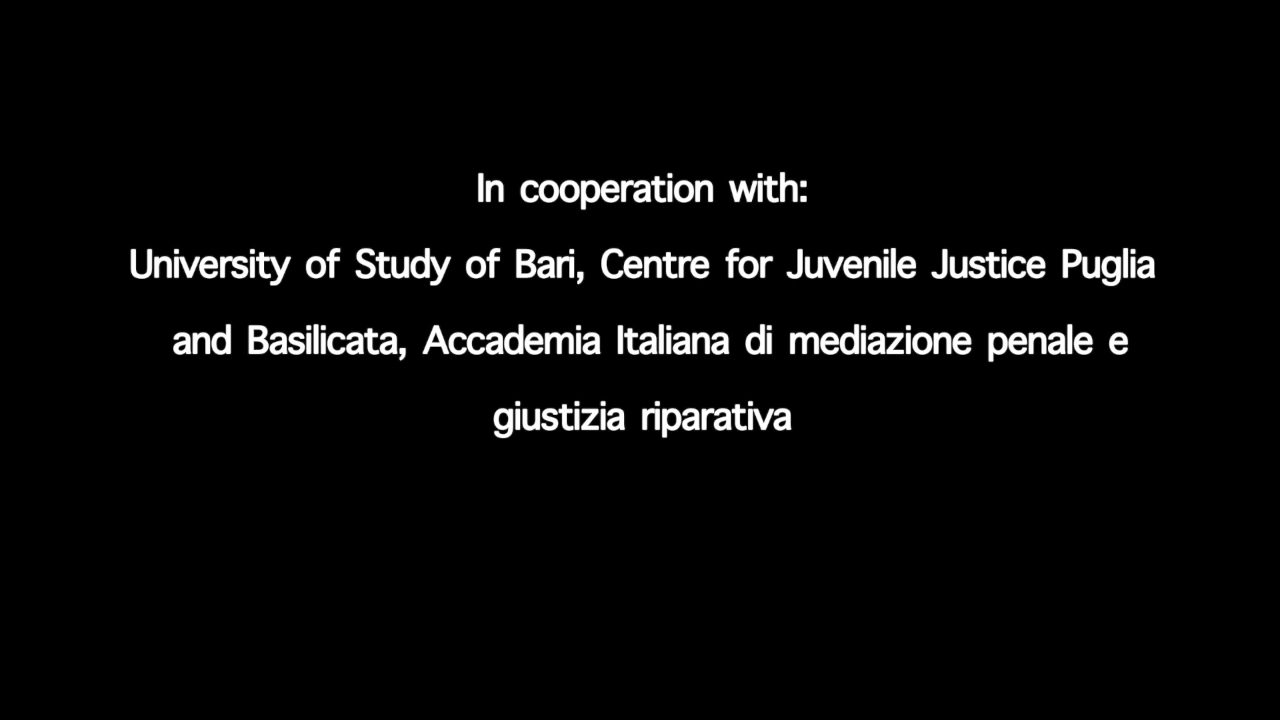 In cooperation with:
University of Study of Bari, Centre for Juvenile Justice Puglia
and Basilicata, Accademia Italiana di mediazione penale e
giustizia riparativa